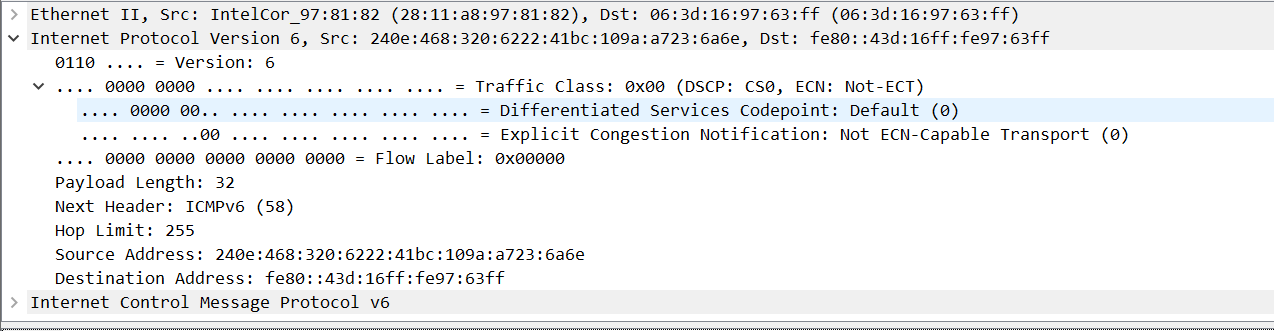 Ethernet II, Src: IntelCor_97:81:82 (28:11:a8:97:81:82), Dst: 06:3d:16:97:63:ff (06:3d:16:97:63:ff)
Internet Protocol Version 6, Src: 240e:468:320:6222:41bc:109a:a723:6a6e, Dst: fe80::43d:16ff:fe97:63ff
0110 .... = Version: 6
.... 0000 0000 .... .... .... .... .... = Traffic Class: 0x00 (DSCP: CS0, ECN: Not-ECT)
.... 0000 00.. .... .... .... .... .... = Differentiated Services Codepoint: Default (0)
.... .... ..00 .... .... .... .... .... = Explicit Congestion Notification: Not ECN-Capable Transport (0)
.... 0000 0000 0000 0000 0000 = Flow Label: 0x00000
Payload Length: 32
Next Header: ICMPv6 (58)
Hop Limit: 255
Source Address: 240e:468:320:6222:41bc:109a:a723:6a6e
Destination Address: fe80::43d:16ff:fe97:63ff
Internet Control Message Protocol v6